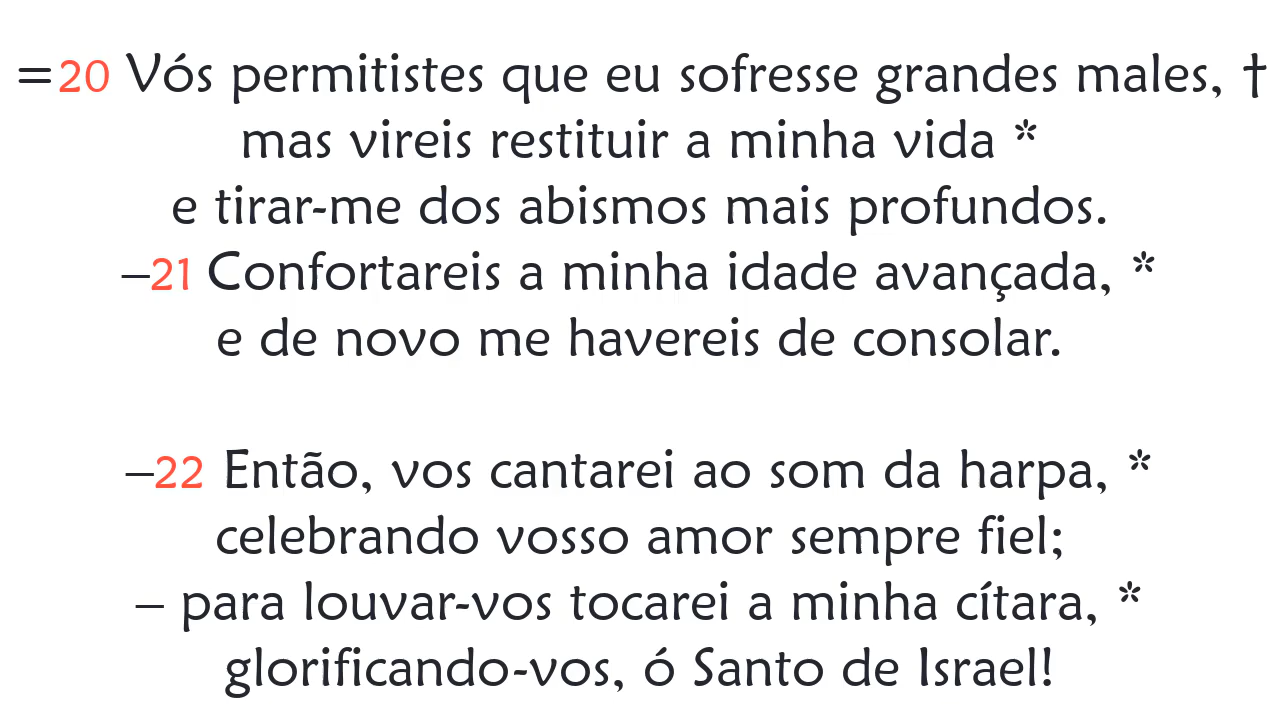 =20 Vós permitistes que eu sofresse grandes males, †
mas vireis restituir a minha vida *
e tirar-me dos abismos mais profundos.
–21 Confortareis a minha idade avançada, *
e de novo me havereis de consolar.
–22 Então, vos cantarei ao som da harpa, *
celebrando vosso amor sempre fiel;
– para louvar-vos tocarei a minha cítara, *
glorificando-vos, ó Santo de Israel!